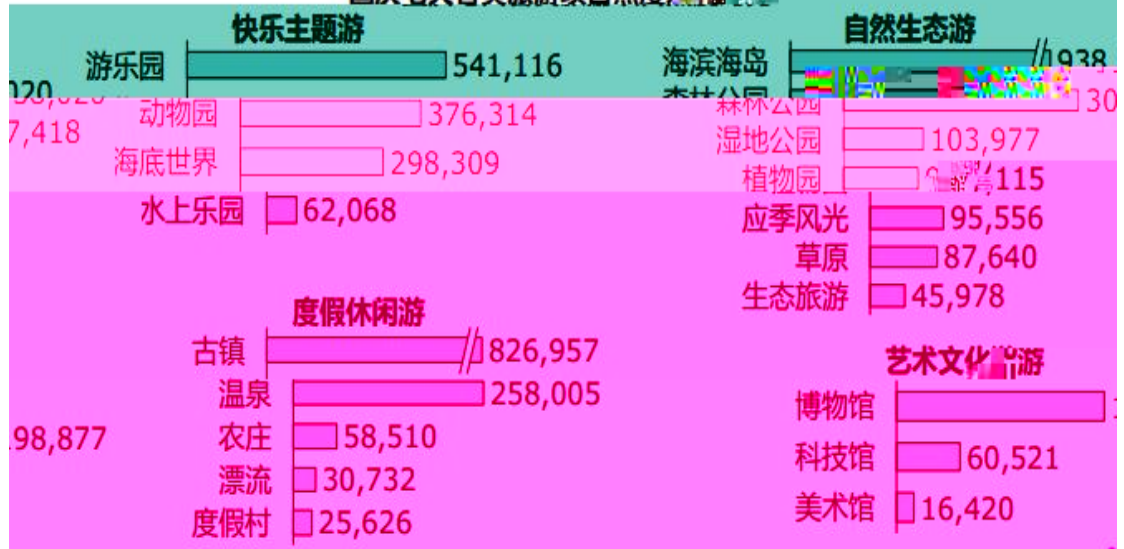 快乐主题游
游乐园 541,116
动物园 376,314
海底世界 298,309
水上乐园 62,068
7,418
度假休闲游
古镇 826,957
温泉 258,005
农庄 58,510
漂流 30,732
度假村 25,626
98,877
自然生态游
海滨海岛 1938
森林公园 30
湿地公园 103,977
植物园 115
应季风光 95,556
草原 87,640
生态旅游 45,978
艺术文化 游
博物馆
科技馆 60,521
美术馆 16,420